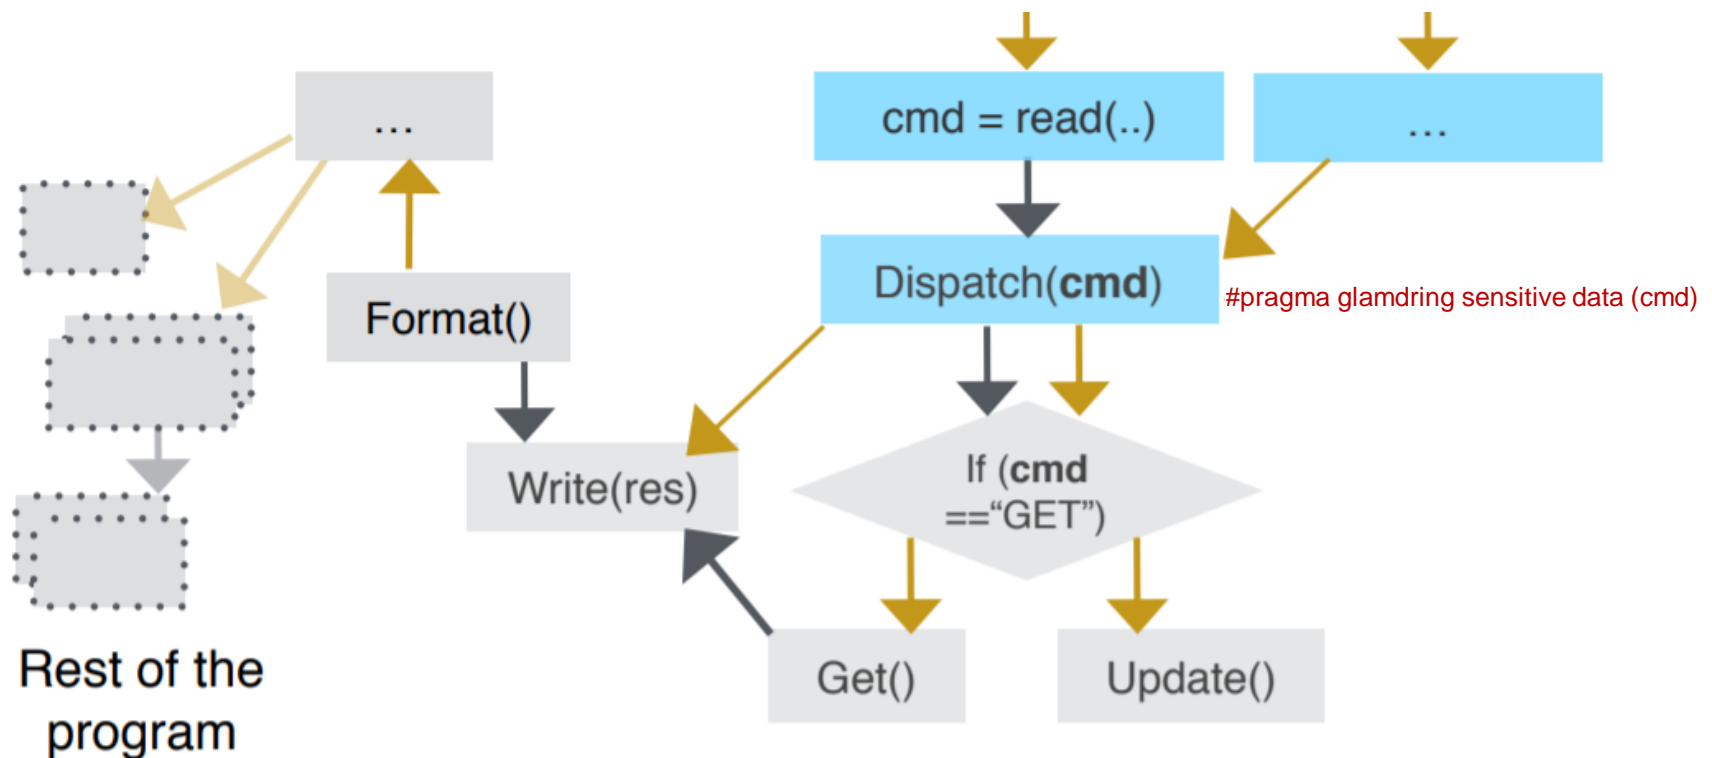 ...
cmd = read(..)
...
Dispatch(cmd)
#pragma glamdring sensitive data (cmd)
Format()
Write(res)
If (cmd
==“GET”)
Get()
Update()
Rest of the
program